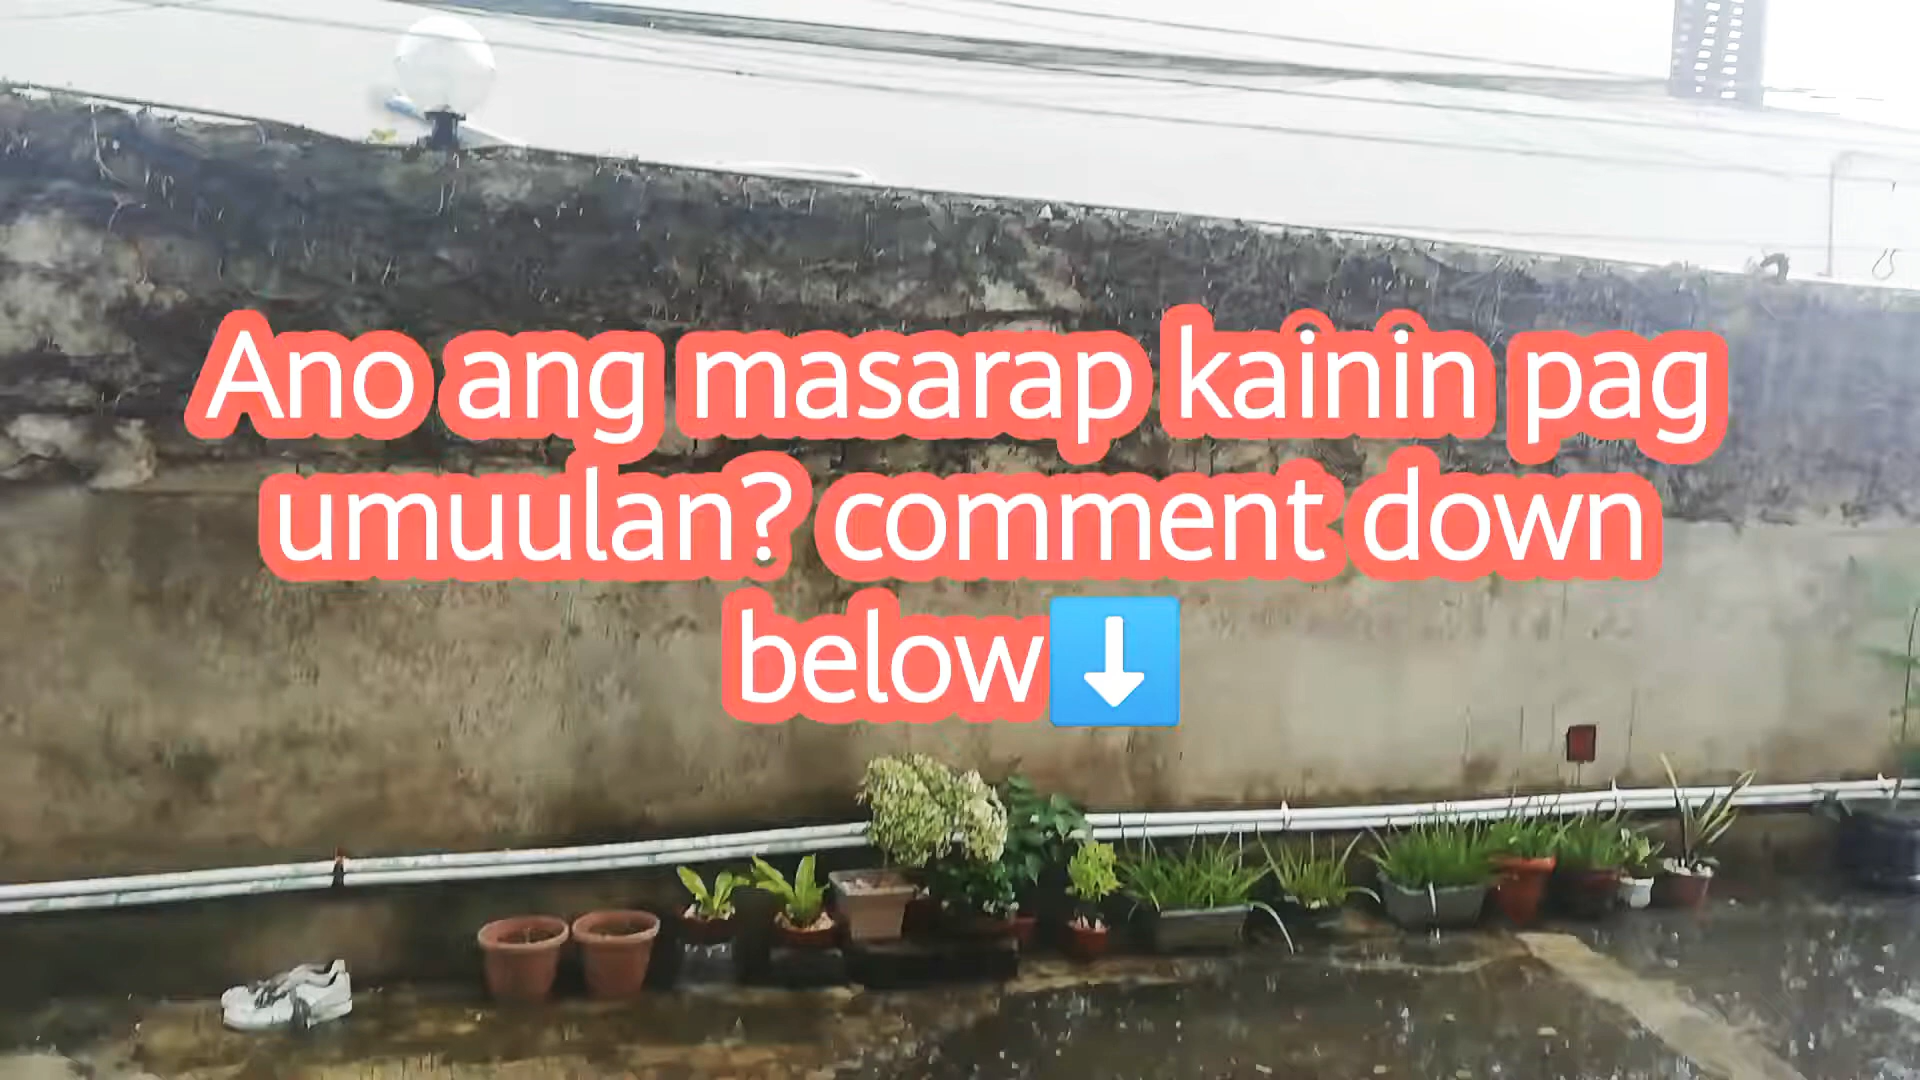 Ano ang masarap kainin pag
umuulan? comment down
below⬇️